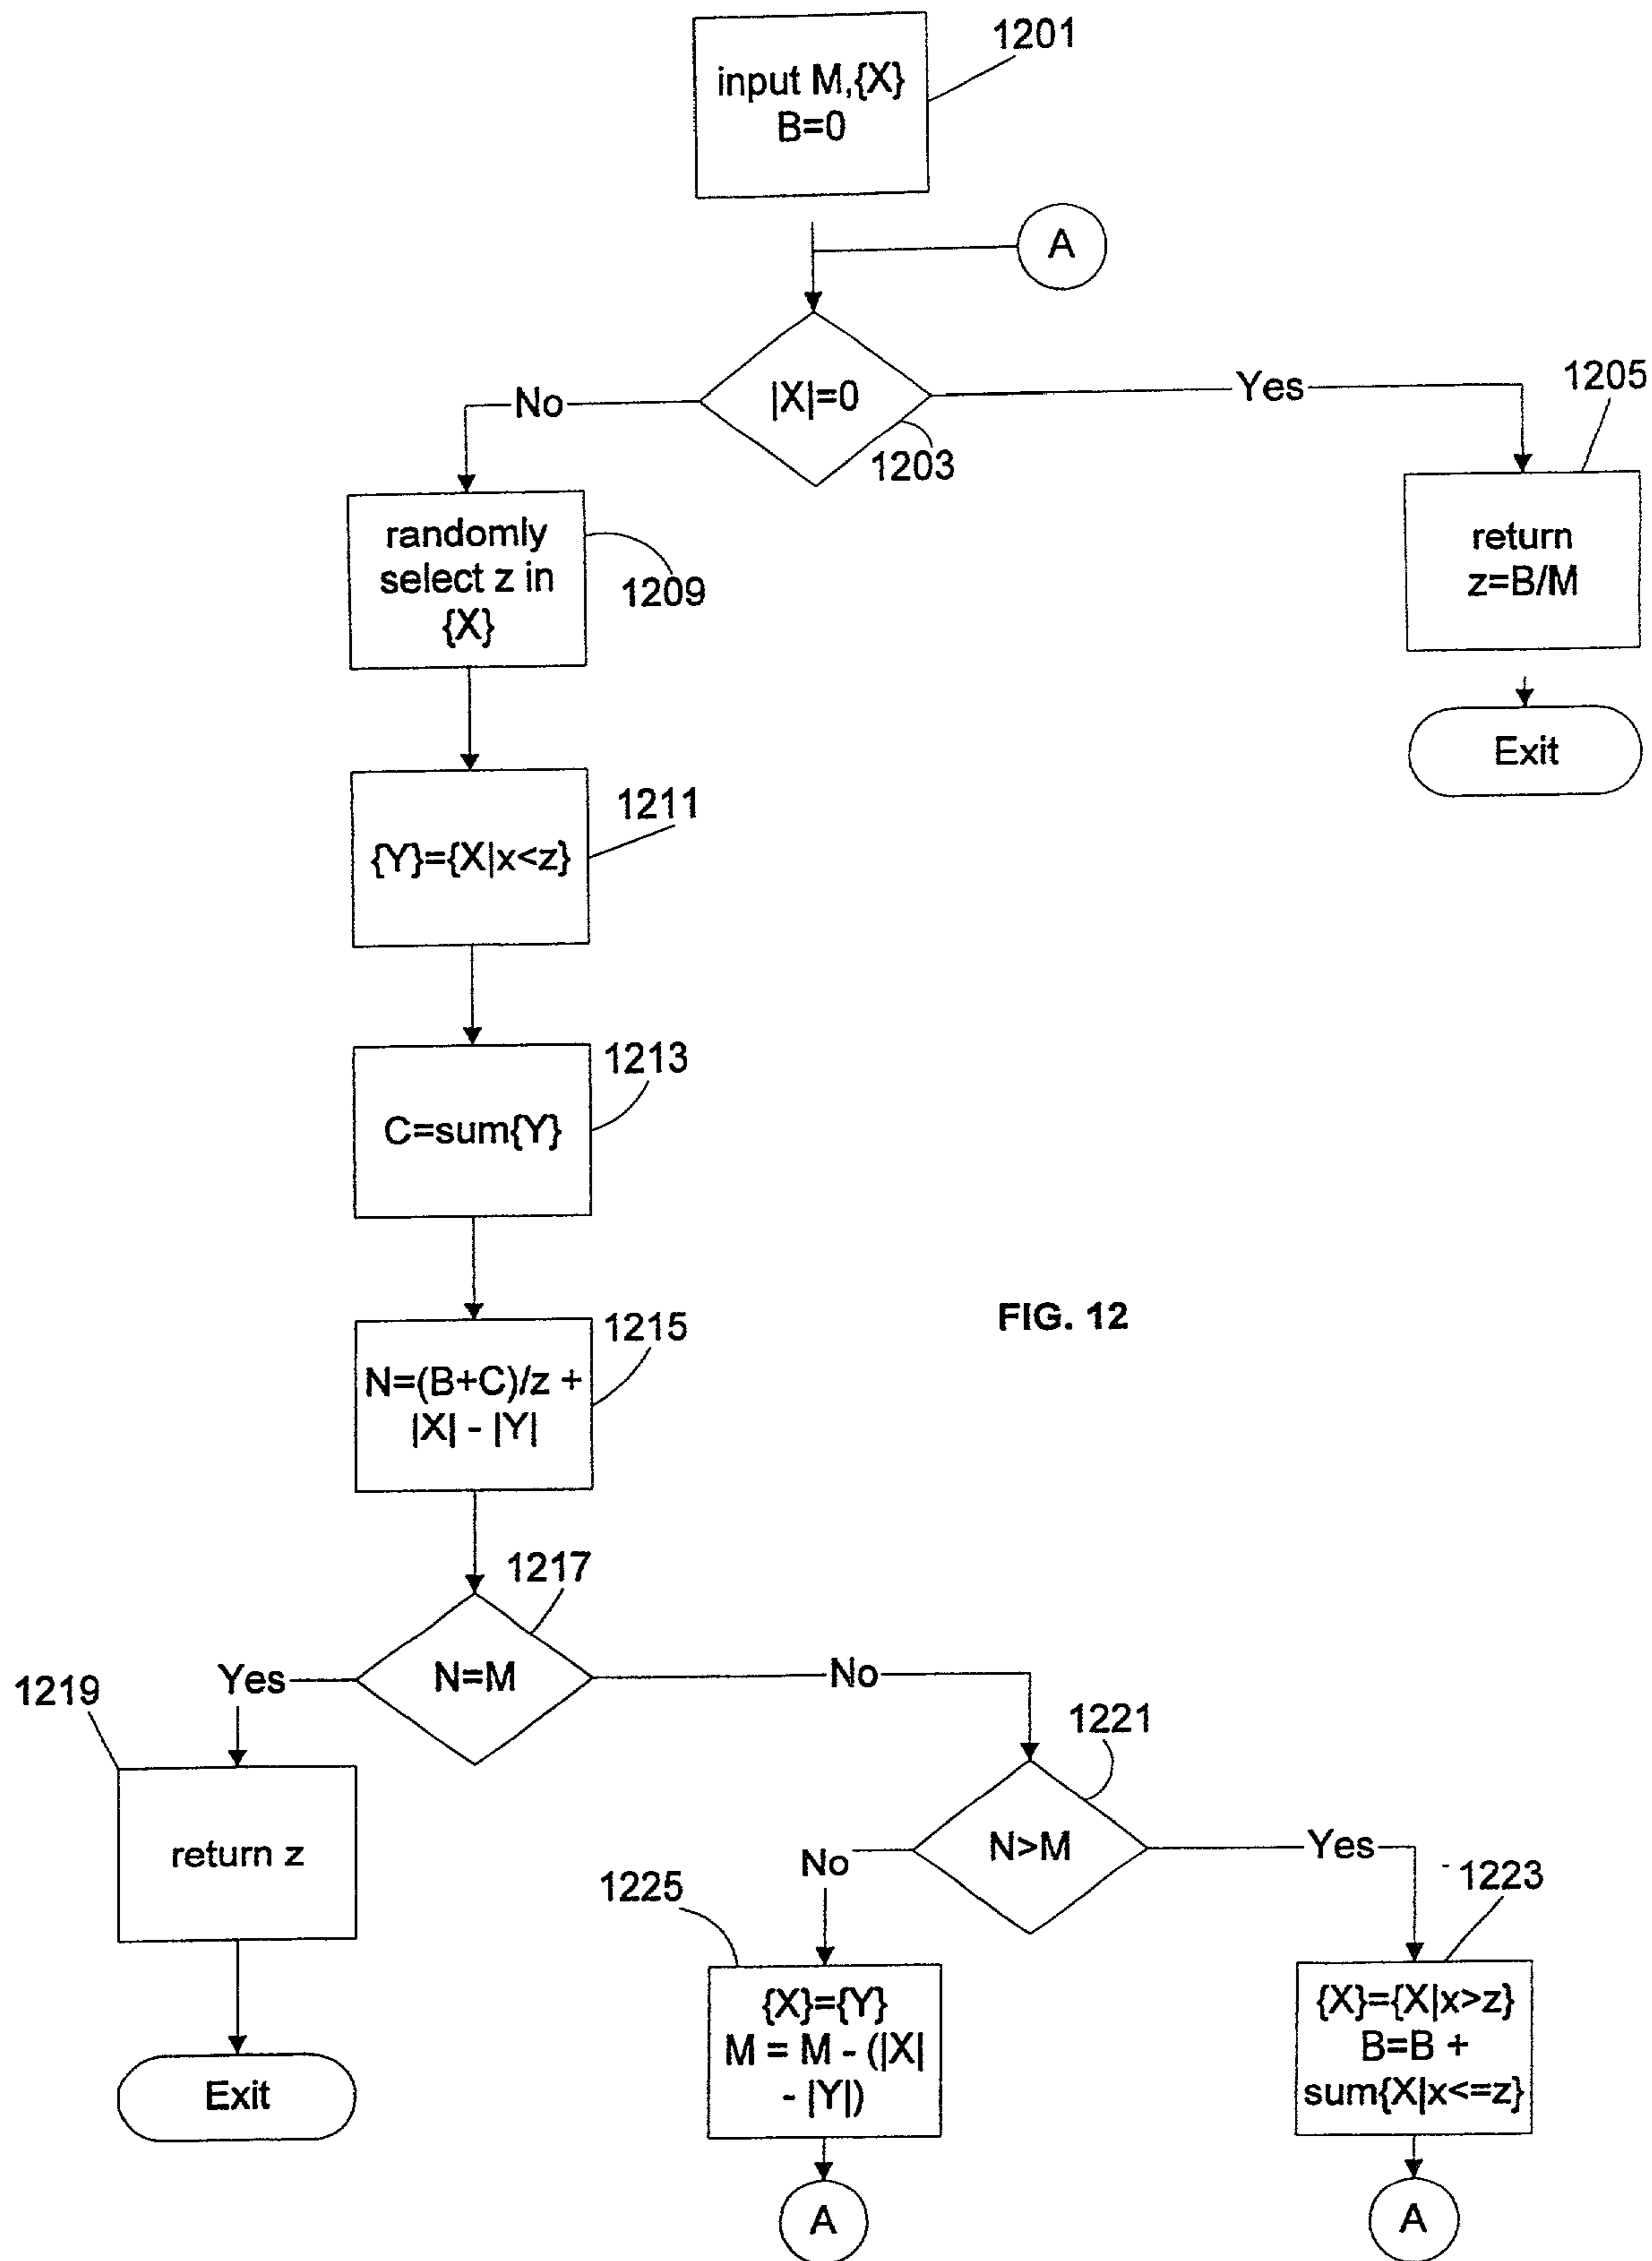 1201
input M,{X}
B=0
A
|X|=0
1203
No
Yes
1205
return
z=B/M
Exit
randomly
select z in
{X}
1209
1211
{Y}={X|x<z}
1213
C=sum{Y}
1215
N=(B+C)/z +
|X| - |Y|
FIG. 12
1217
N=M
Yes
No
1219
return z
Exit
1221
N>M
No
Yes
1225
{X}={Y}
M = M - (|X|
- |Y|)
A
1223
{X}={X|x>z}
B=B +
sum{X|x<=z}
A